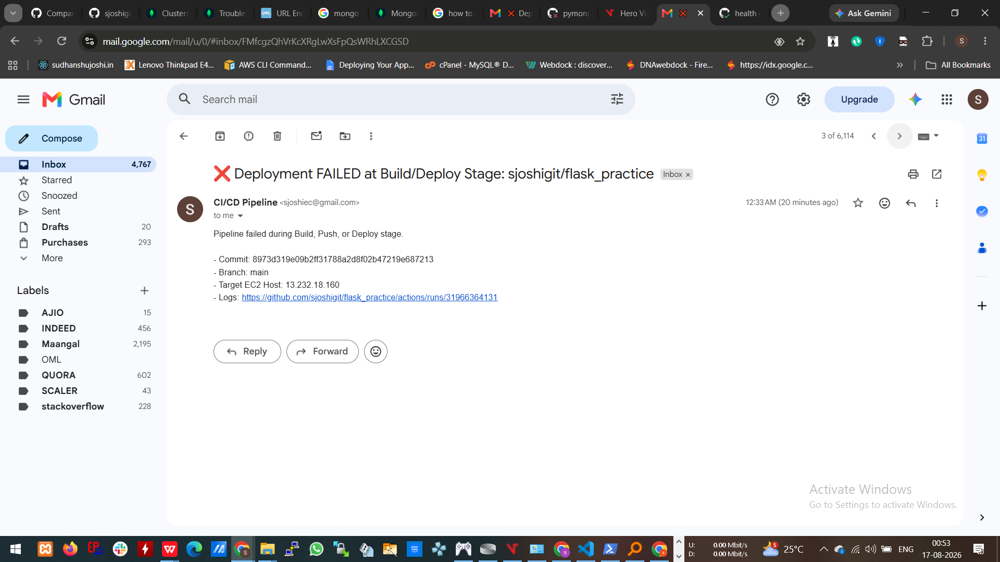 Compar
sjoshigi
Clusters
Trouble
URL
URL Enc
mongo
Mongo
how to
Dep
pymong
Hero Vi
health
Ask Gemini
mail.google.com/mail/u/0/#inbox/FMfcgzQhVrKcXRgLwXsFpQsWRhLXCGSD
S
sudhanshujoshi.in
Lenovo Thinkpad E4...
AWS CLI Command...
Deploying Your App...
cPanel - MySQL® D...
Webdock : discover...
DNAwebdock - Fire...
https://idx.google.c...
All Bookmarks
Gmail
Search mail
Upgrade
S
Compose
3 of 6,114
31
Inbox 4,767
Starred
Snoozed
Sent
Drafts 20
Purchases 293
More
Labels
AJIO 15
INDEED 456
Maangal 2,195
OML
QUORA 602
SCALER 43
stackoverflow 228
❌ Deployment FAILED at Build/Deploy Stage: sjoshigit/flask_practice Inbox ×
S
CI/CD Pipeline <sjoshiec@gmail.com> 12:33 AM (20 minutes ago)
to me
Pipeline failed during Build, Push, or Deploy stage.
- Commit: 8973d319e09b2ff31788a2d8f02b47219e687213
- Branch: main
- Target EC2 Host: 13.232.18.160
- Logs: https://github.com/sjoshigit/flask_practice/actions/runs/31966364131
Reply
Forward
Activate Windows
Go to Settings to activate Windows.
U: 0.00 Mbit/s
D: 0.00 Mbit/s
5
25°C
ENG
00:53
17-08-2026